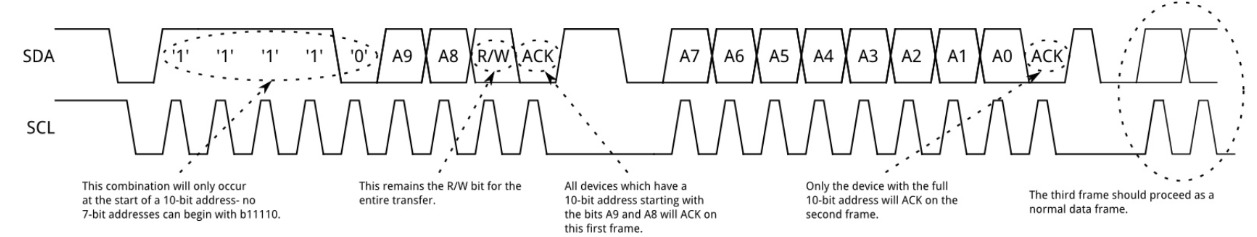 SDA '1' '1' '1' '1' '0' A9 A8 R/W ACK A7 A6 A5 A4 A3 A2 A1 A0 ACK
SCL
This combination will only occur
at the start of a 10-bit address- no
7-bit addresses can begin with b11110.
This remains the R/W bit for the
entire transfer.
All devices which have a
10-bit address starting with
the bits A9 and A8 will ACK on
this first frame.
Only the device with the full
10-bit address will ACK on the
second frame.
The third frame should proceed as a
normal data frame.